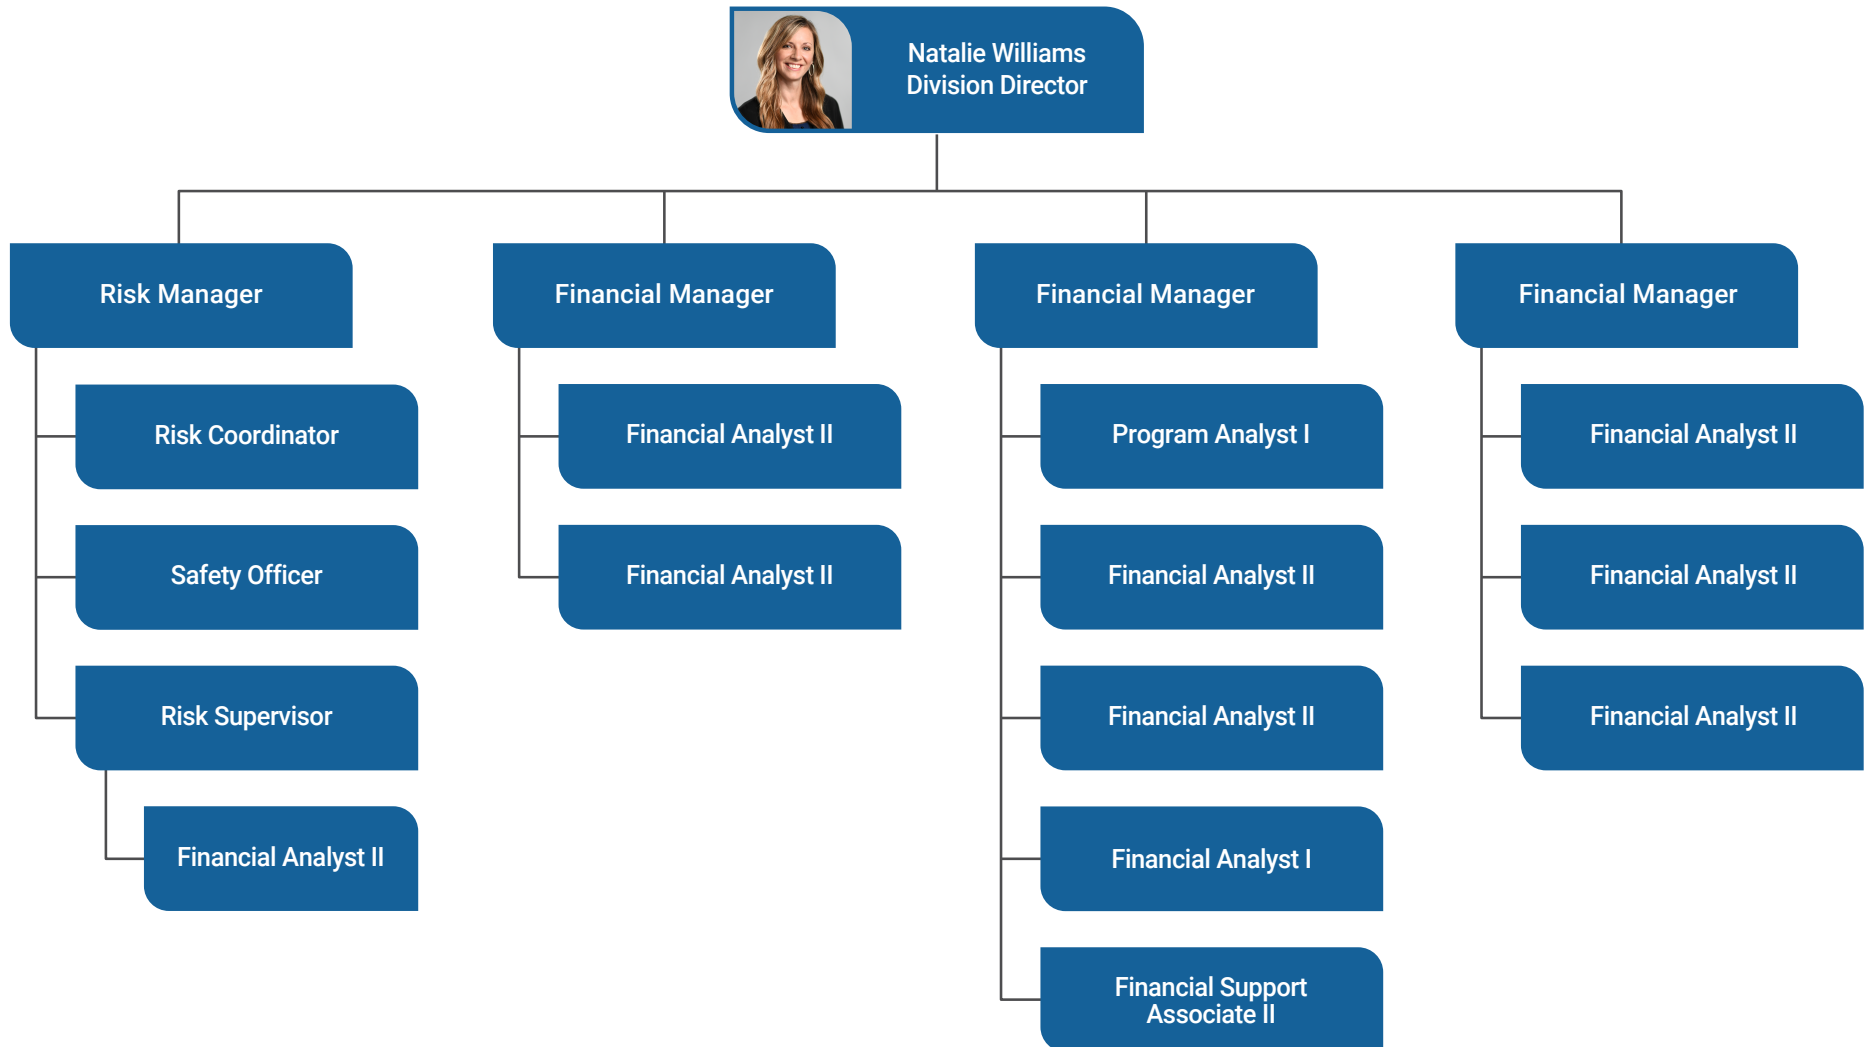 Natalie Williams
Division Director
Risk Manager
Financial Manager
Financial Manager
Financial Manager
Risk Coordinator
Financial Analyst II
Program Analyst I
Financial Analyst II
Safety Officer
Financial Analyst II
Financial Analyst II
Financial Analyst II
Risk Supervisor
Financial Analyst II
Financial Analyst II
Financial Analyst II
Financial Analyst I
Financial Support
Associate II